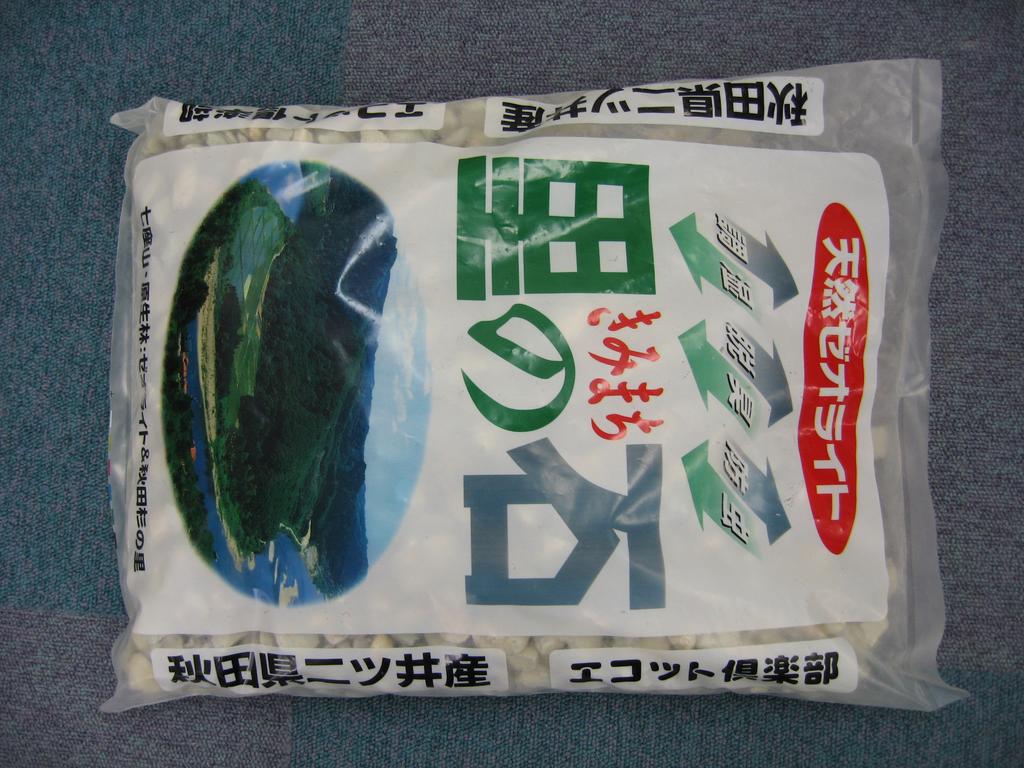 天然ゼオライト
調湿 脱臭 防虫
きみまち
里の石
七座山・原生林:ゼオライト&秋田杉の里
秋田県二ツ井産
エコット倶楽部
秋田県二ツ井産
エコット倶楽部